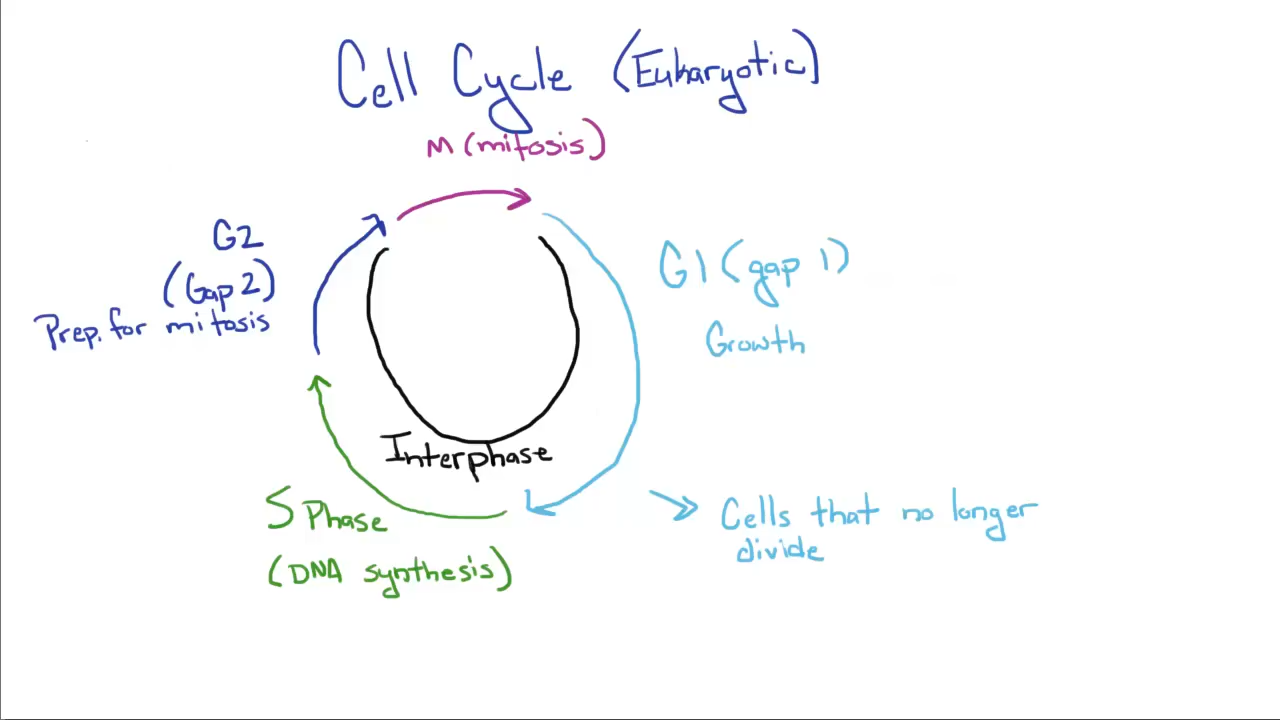 Cell Cycle (Eukaryotic)
M (mitosis)
G2
(Gap 2)
Prep. for mitosis
G1 (gap 1)
Growth
Interphase
S Phase
(DNA synthesis)
Cells that no longer
divide